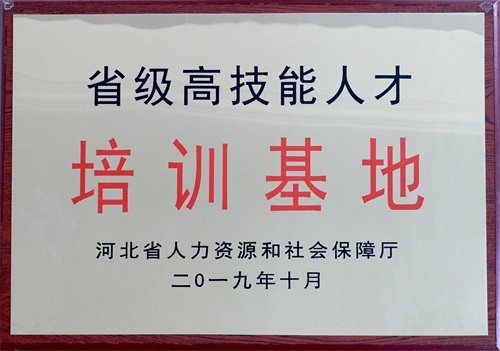 省级高技能人才
培训基地
河北省人力资源和社会保障厅
二0一九年十月